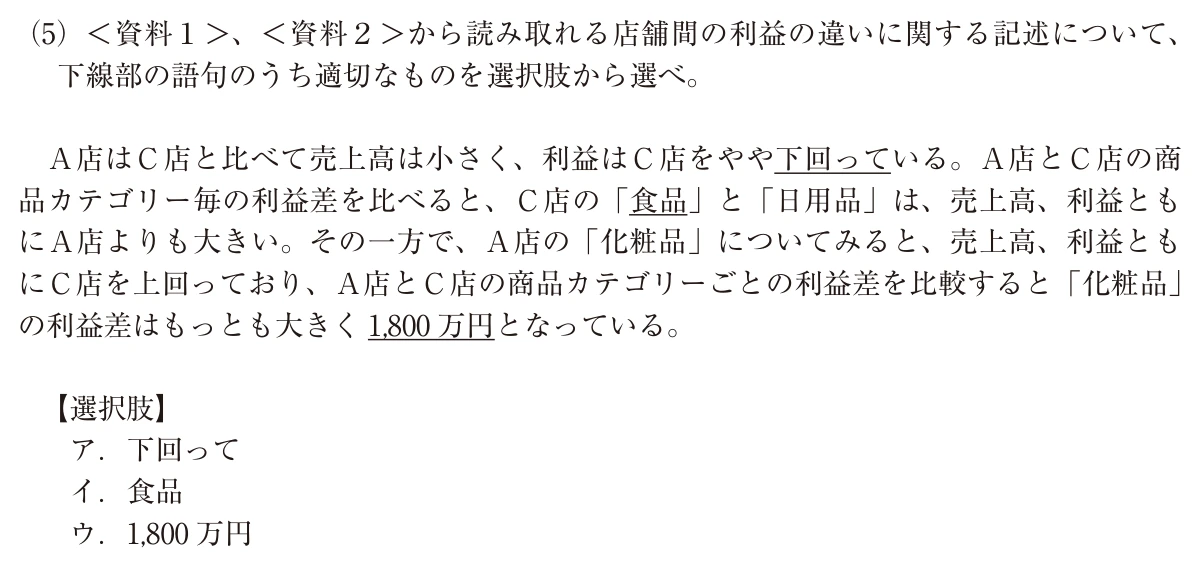 （5）＜資料１＞、＜資料２＞から読み取れる店舗間の利益の違いに関する記述について、
下線部の語句のうち適切なものを選択肢から選べ。
Ａ店はＣ店と比べて売上高は小さく、利益はＣ店をやや下回っている。Ａ店とＣ店の商
品カテゴリー毎の利益差を比べると、Ｃ店の「食品」と「日用品」は、売上高、利益とも
にＡ店よりも大きい。その一方で、Ａ店の「化粧品」についてみると、売上高、利益とも
にＣ店を上回っており、Ａ店とＣ店の商品カテゴリーごとの利益差を比較すると「化粧品」
の利益差はもっとも大きく 1,800 万円となっている。
【選択肢】
ア．下回って
イ．食品
ウ．1,800 万円